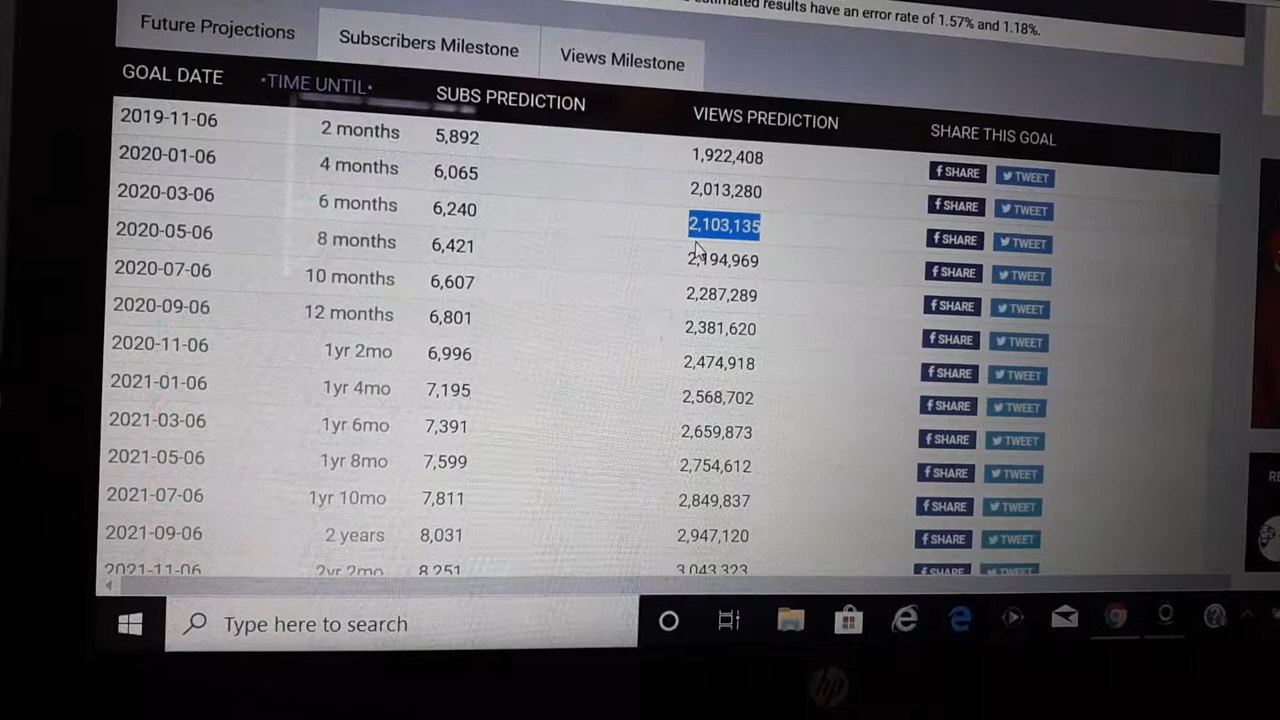 estimated results have an error rate of 1.57% and 1.18%.
Future Projections Subscribers Milestone Views Milestone
GOAL DATE •TIME UNTIL• SUBS PREDICTION VIEWS PREDICTION SHARE THIS GOAL
2019-11-06 2 months 5,892 1,922,408 SHARE TWEET
2020-01-06 4 months 6,065 2,013,280 SHARE TWEET
2020-03-06 6 months 6,240 2,103,135 SHARE TWEET
2020-05-06 8 months 6,421 2,194,969 SHARE TWEET
2020-07-06 10 months 6,607 2,287,289 SHARE TWEET
2020-09-06 12 months 6,801 2,381,620 SHARE TWEET
2020-11-06 1yr 2mo 6,996 2,474,918 SHARE TWEET
2021-01-06 1yr 4mo 7,195 2,568,702 SHARE TWEET
2021-03-06 1yr 6mo 7,391 2,659,873 SHARE TWEET
2021-05-06 1yr 8mo 7,599 2,754,612 SHARE TWEET
2021-07-06 1yr 10mo 7,811 2,849,837 SHARE TWEET
2021-09-06 2 years 8,031 2,947,120 SHARE TWEET
2021-11-06 2yr 2mo 8,251 3,043,323 SHARE TWEET
Type here to search
hp